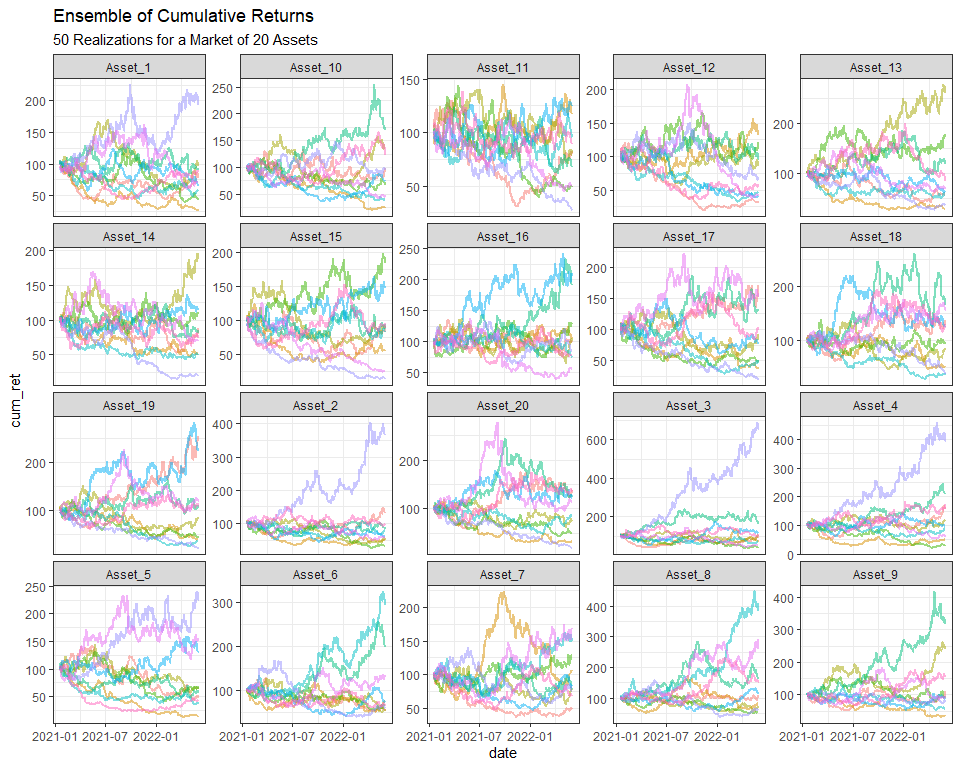 Ensemble of Cumulative Returns
50 Realizations for a Market of 20 Assets
cum_ret
Asset_1
Asset_10
Asset_11
Asset_12
Asset_13
200
150
100
50
250
200
150
100
50
150
100
50
200
150
100
50
200
100
Asset_14
Asset_15
Asset_16
Asset_17
Asset_18
200
150
100
50
200
150
100
50
250
200
150
100
50
200
150
100
50
200
100
Asset_19
Asset_2
Asset_20
Asset_3
Asset_4
200
100
400
300
200
100
200
100
600
400
200
400
300
200
100
0
Asset_5
Asset_6
Asset_7
Asset_8
Asset_9
250
200
150
100
50
300
200
100
200
150
100
50
400
300
200
100
400
300
200
100
2021-01 2021-07 2022-01
2021-01 2021-07 2022-01
2021-01 2021-07 2022-01
2021-01 2021-07 2022-01
2021-01 2021-07 2022-01
date